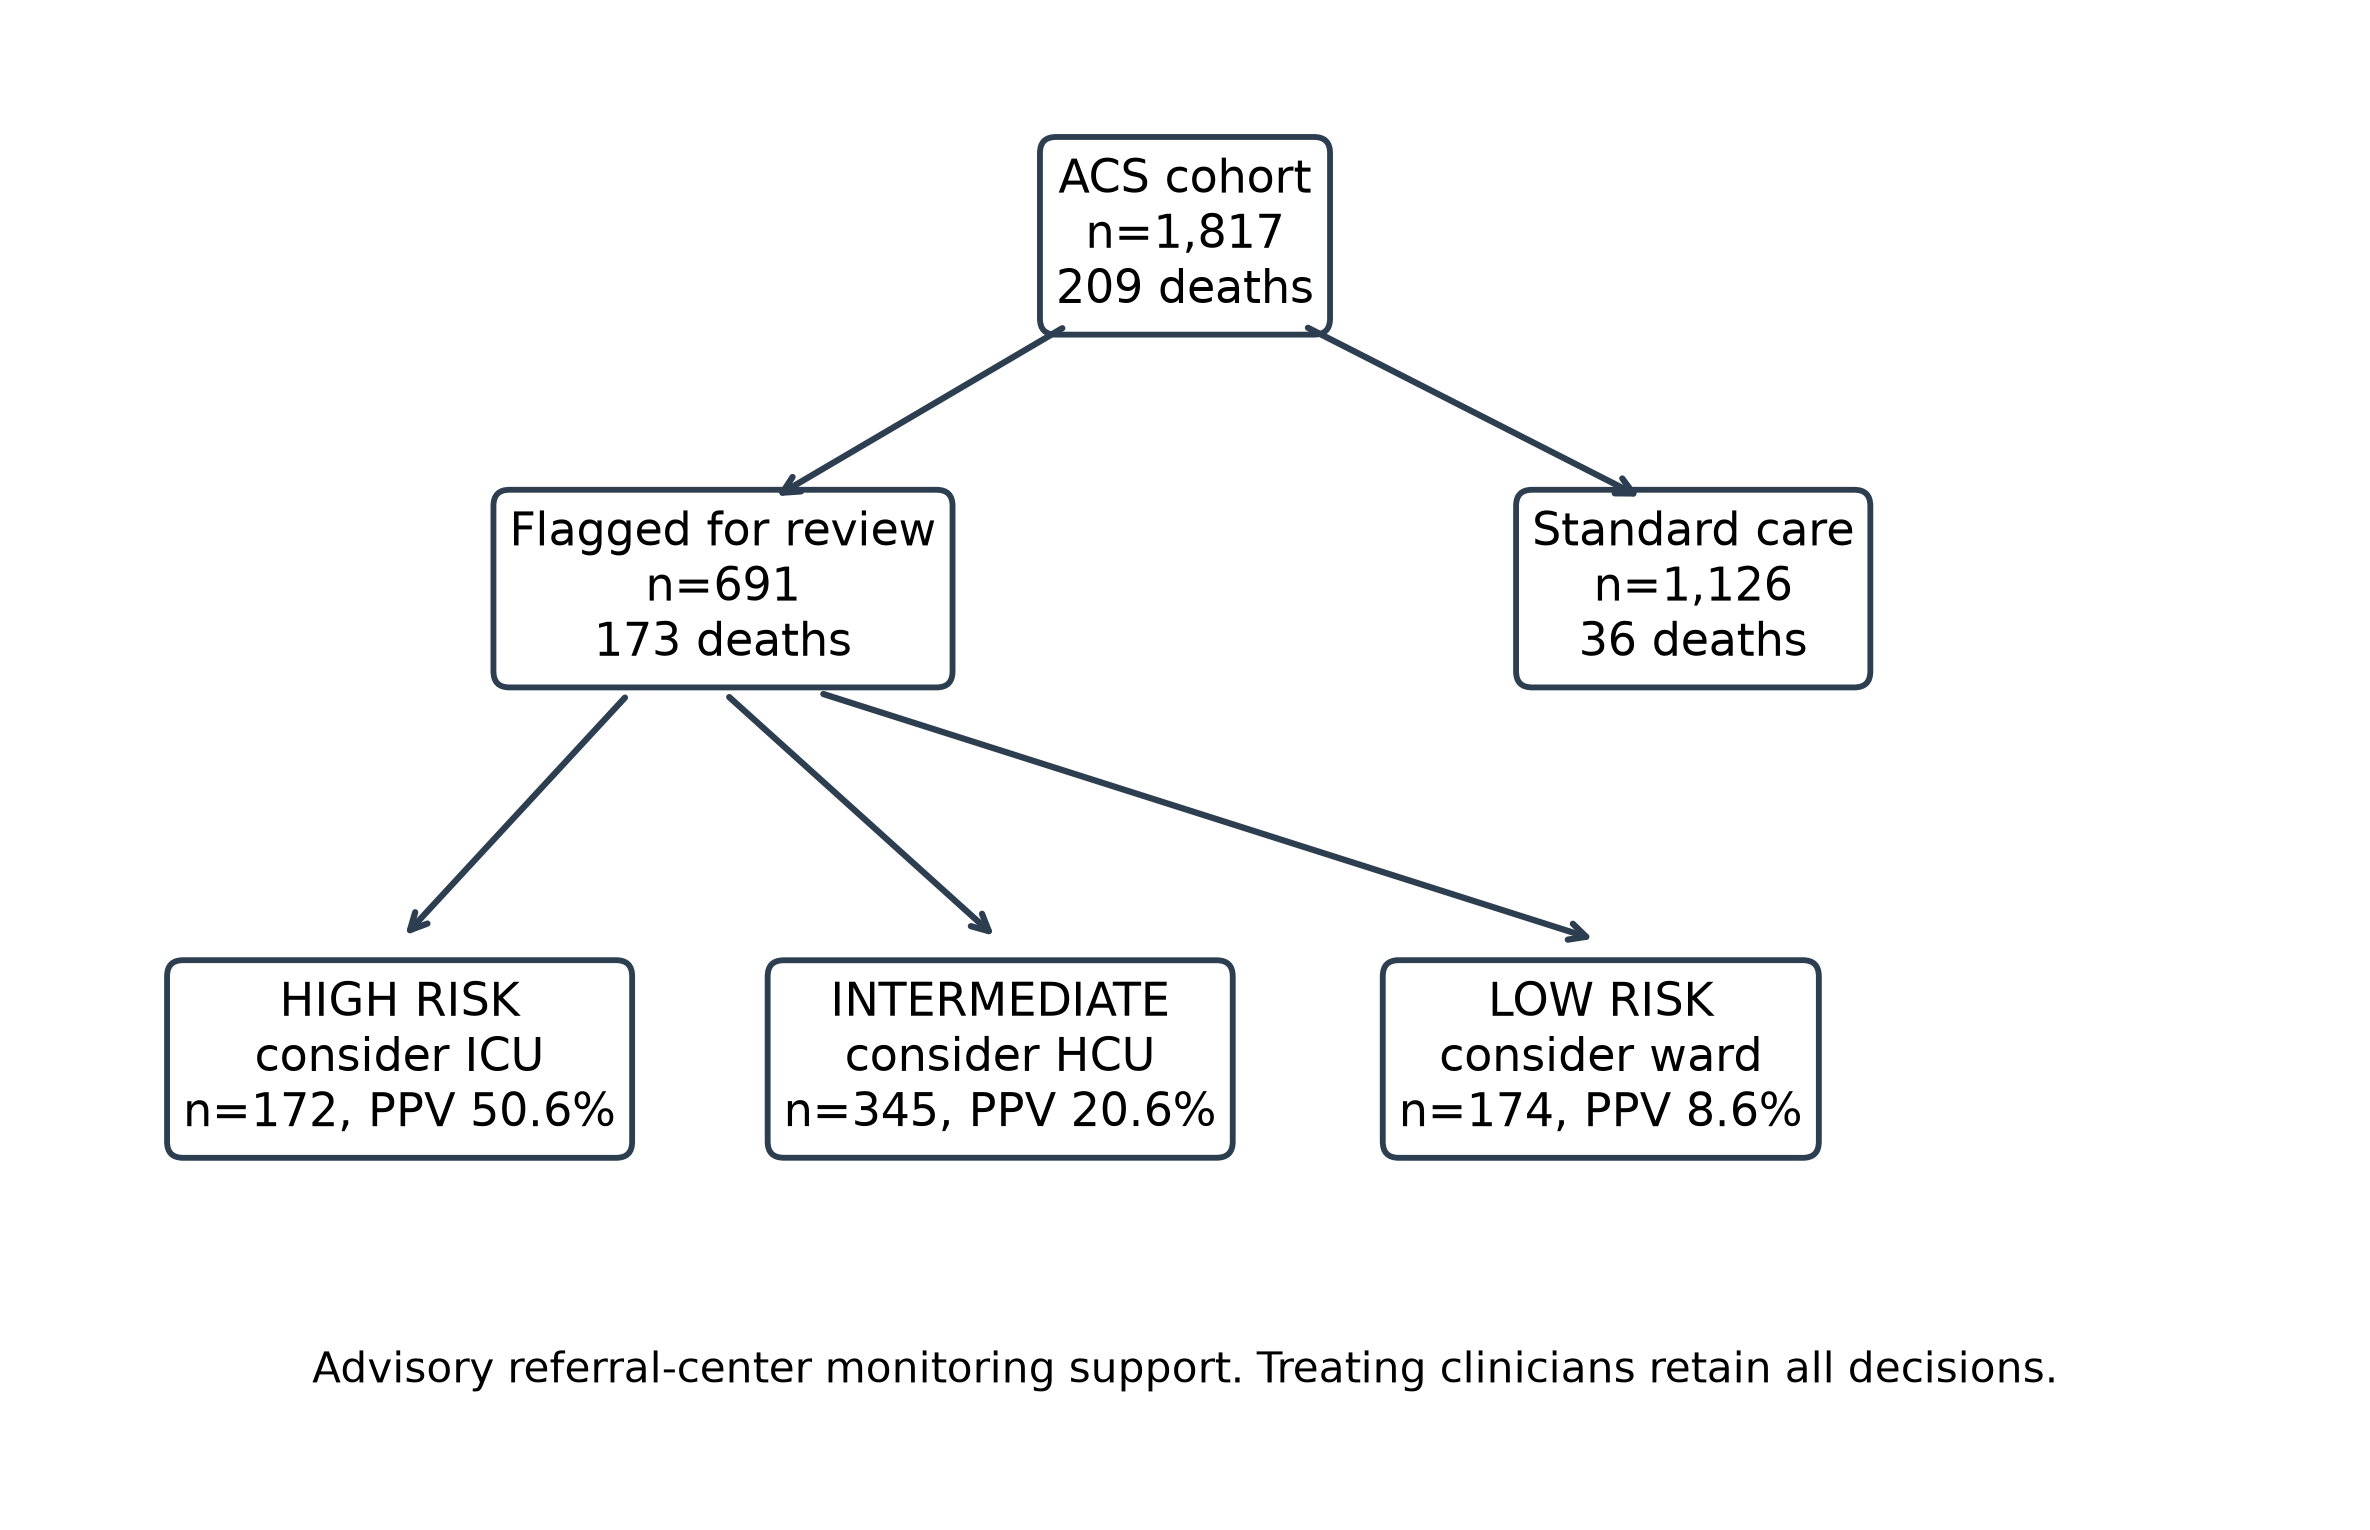 ACS cohort
n=1,817
209 deaths
Flagged for review
n=691
173 deaths
Standard care
n=1,126
36 deaths
HIGH RISK
consider ICU
n=172, PPV 50.6%
INTERMEDIATE
consider HCU
n=345, PPV 20.6%
LOW RISK
consider ward
n=174, PPV 8.6%
Advisory referral-center monitoring support. Treating clinicians retain all decisions.